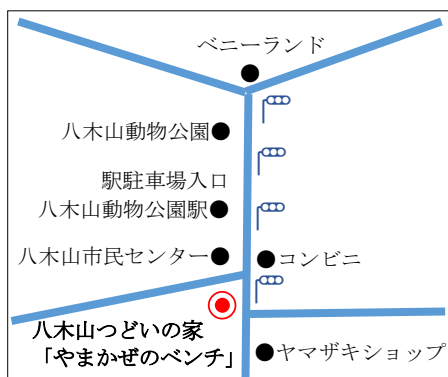 ベニーランド
八木山動物公園
駅駐車場入口
八木山動物公園駅
八木山市民センター
コンビニ
八木山つどいの家
「やまかぜのベンチ」
ヤマザキショップ